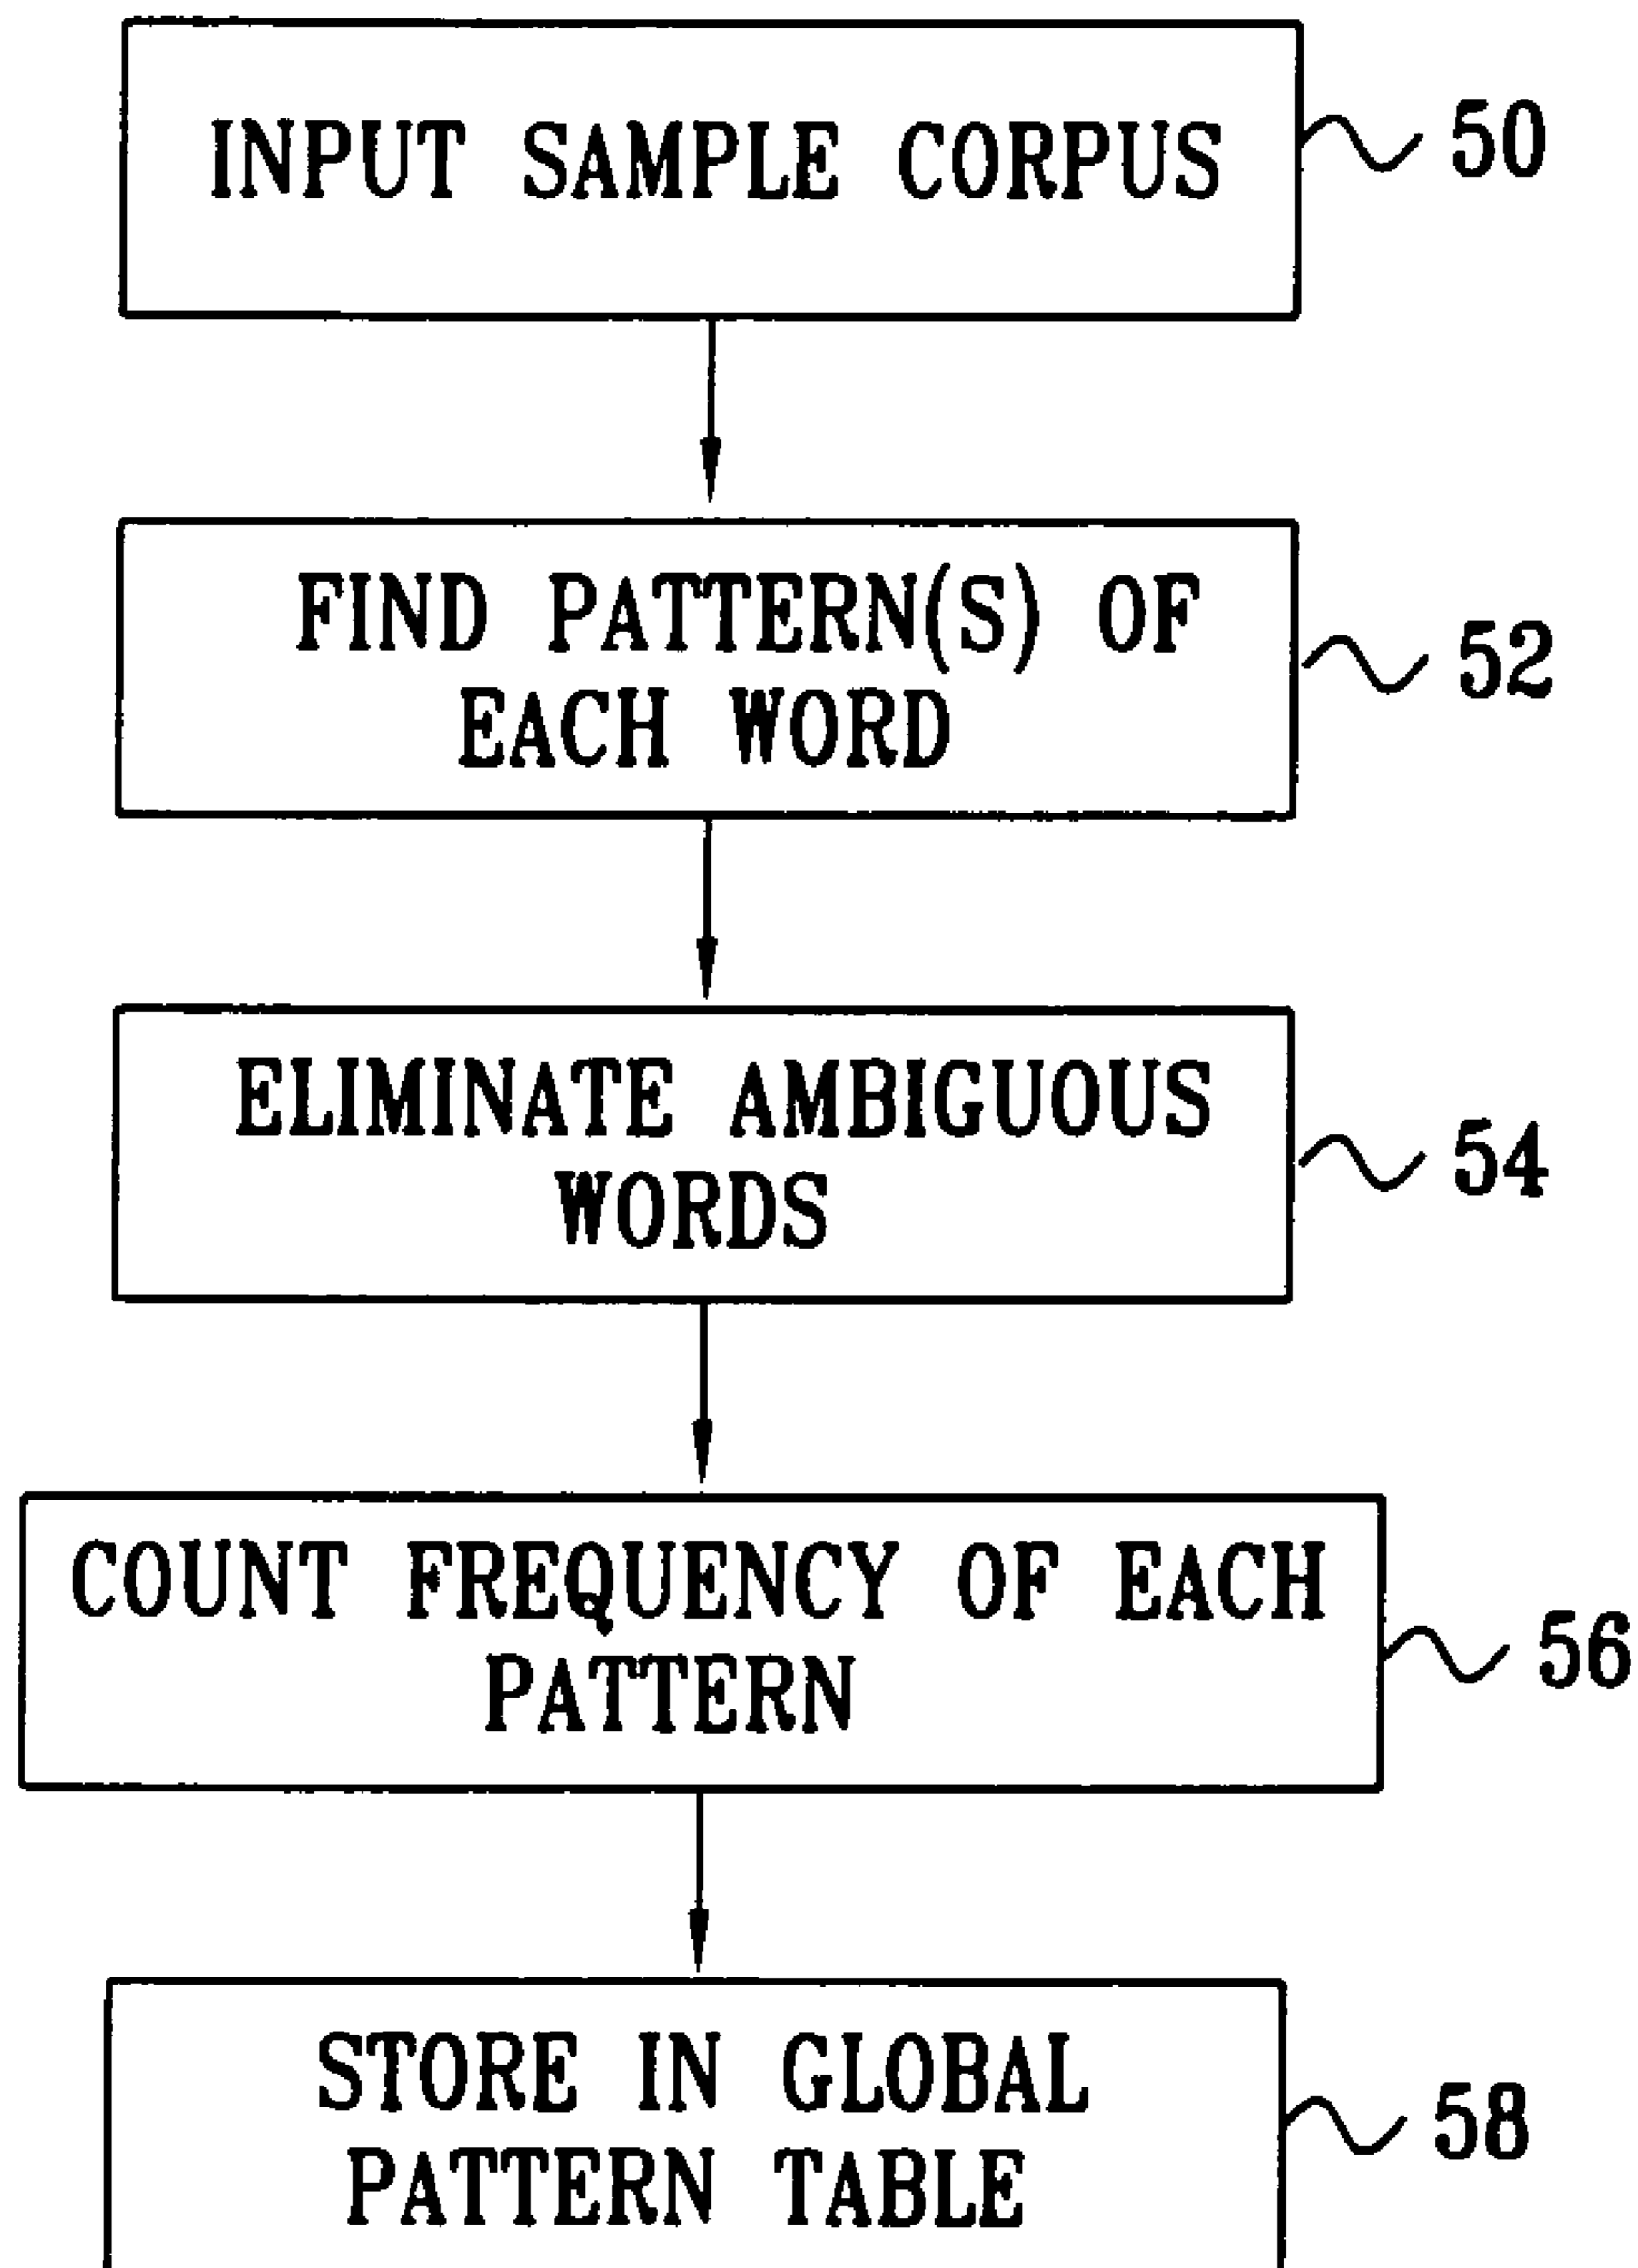 INPUT SAMPLE CORPUS
50
FIND PATTERN(S) OF
EACH WORD
52
ELIMINATE AMBIGUOUS
WORDS
54
COUNT FREQUENCY OF EACH
PATTERN
56
STORE IN GLOBAL
PATTERN TABLE
58